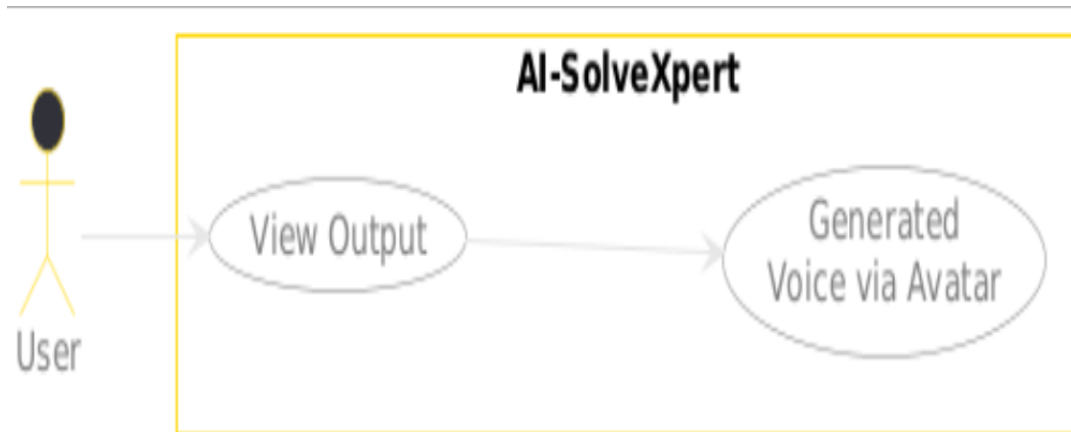 AI-SolveXpert
View Output
Generated
Voice via Avatar
User